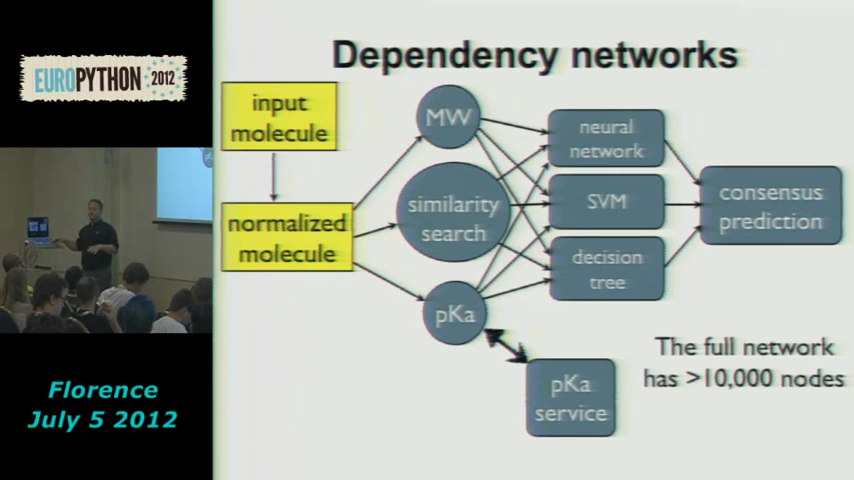 EUROPYTHON 2012
Florence
July 5 2012
Dependency networks
input
molecule
normalized
molecule
MW
similarity
search
pKa
neural
network
SVM
decision
tree
consensus
prediction
pKa
service
The full network
has >10,000 nodes